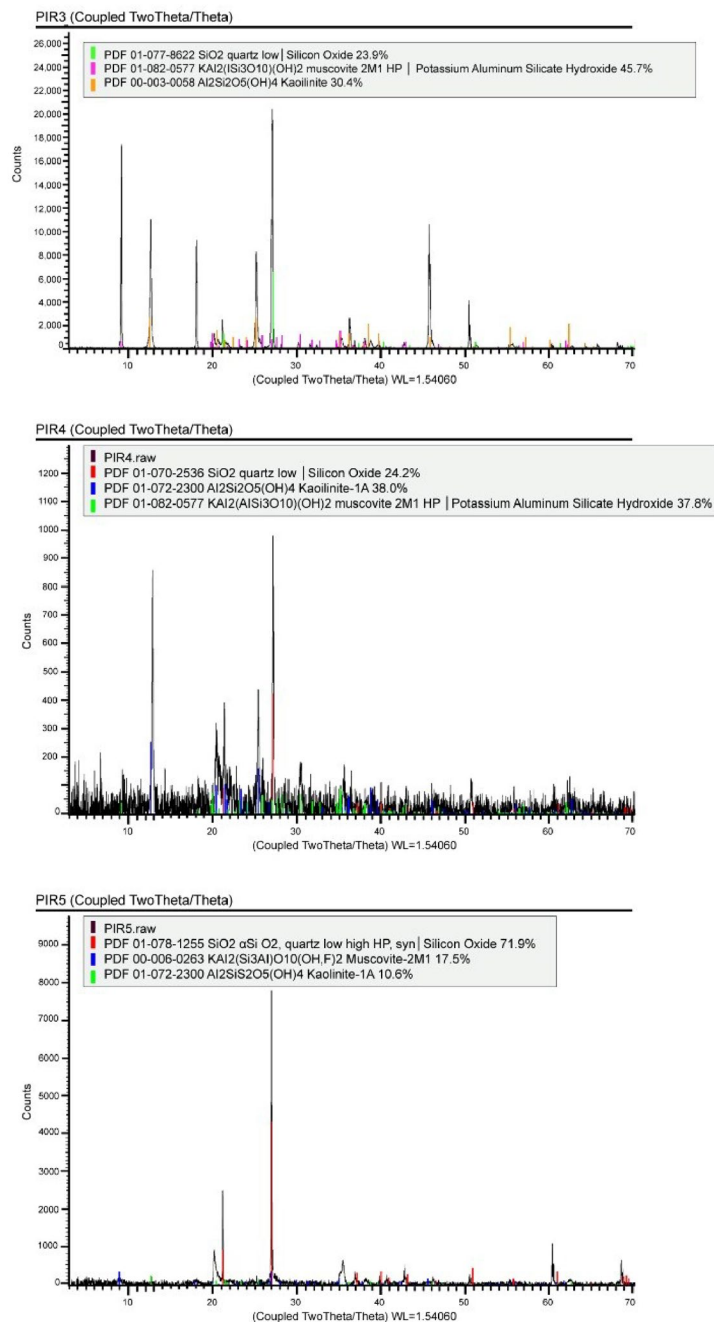 PIR3 (Coupled TwoTheta/Theta)
PDF 01-077-8622 SiO2 quartz low | Silicon Oxide 23.9%
PDF 01-082-0577 KAl2(ISi3O10)(OH)2 muscovite 2M1 HP | Potassium Aluminum Silicate Hydroxide 45.7%
PDF 00-003-0058 Al2Si2O5(OH)4 Kaoilinite 30.4%
Counts
26,000
24,000
22,000
20,000
18,000
16,000
14,000
12,000
10,000
8,000
6,000
4,000
2,000
0
10 20 30 40 50 60 70
(Coupled TwoTheta/Theta) WL=1.54060
PIR4 (Coupled TwoTheta/Theta)
PIR4.raw
PDF 01-070-2536 SiO2 quartz low | Silicon Oxide 24.2%
PDF 01-072-2300 Al2Si2O5(OH)4 Kaoilinite-1A 38.0%
PDF 01-082-0577 KAl2(AlSi3O10)(OH)2 muscovite 2M1 HP | Potassium Aluminum Silicate Hydroxide 37.8%
Counts
1200
1100
1000
900
800
700
600
500
400
300
200
100
0
10 20 30 40 50 60 70
(Coupled TwoTheta/Theta) WL=1.54060
PIR5 (Coupled TwoTheta/Theta)
PIR5.raw
PDF 01-078-1255 SiO2 αSi O2, quartz low high HP, syn | Silicon Oxide 71.9%
PDF 00-006-0263 KAl2(Si3Al)O10(OH,F)2 Muscovite-2M1 17.5%
PDF 01-072-2300 Al2SiS2O5(OH)4 Kaolinite-1A 10.6%
Counts
9000
8000
7000
6000
5000
4000
3000
2000
1000
0
10 20 30 40 50 60 70
(Coupled TwoTheta/Theta) WL=1.54060